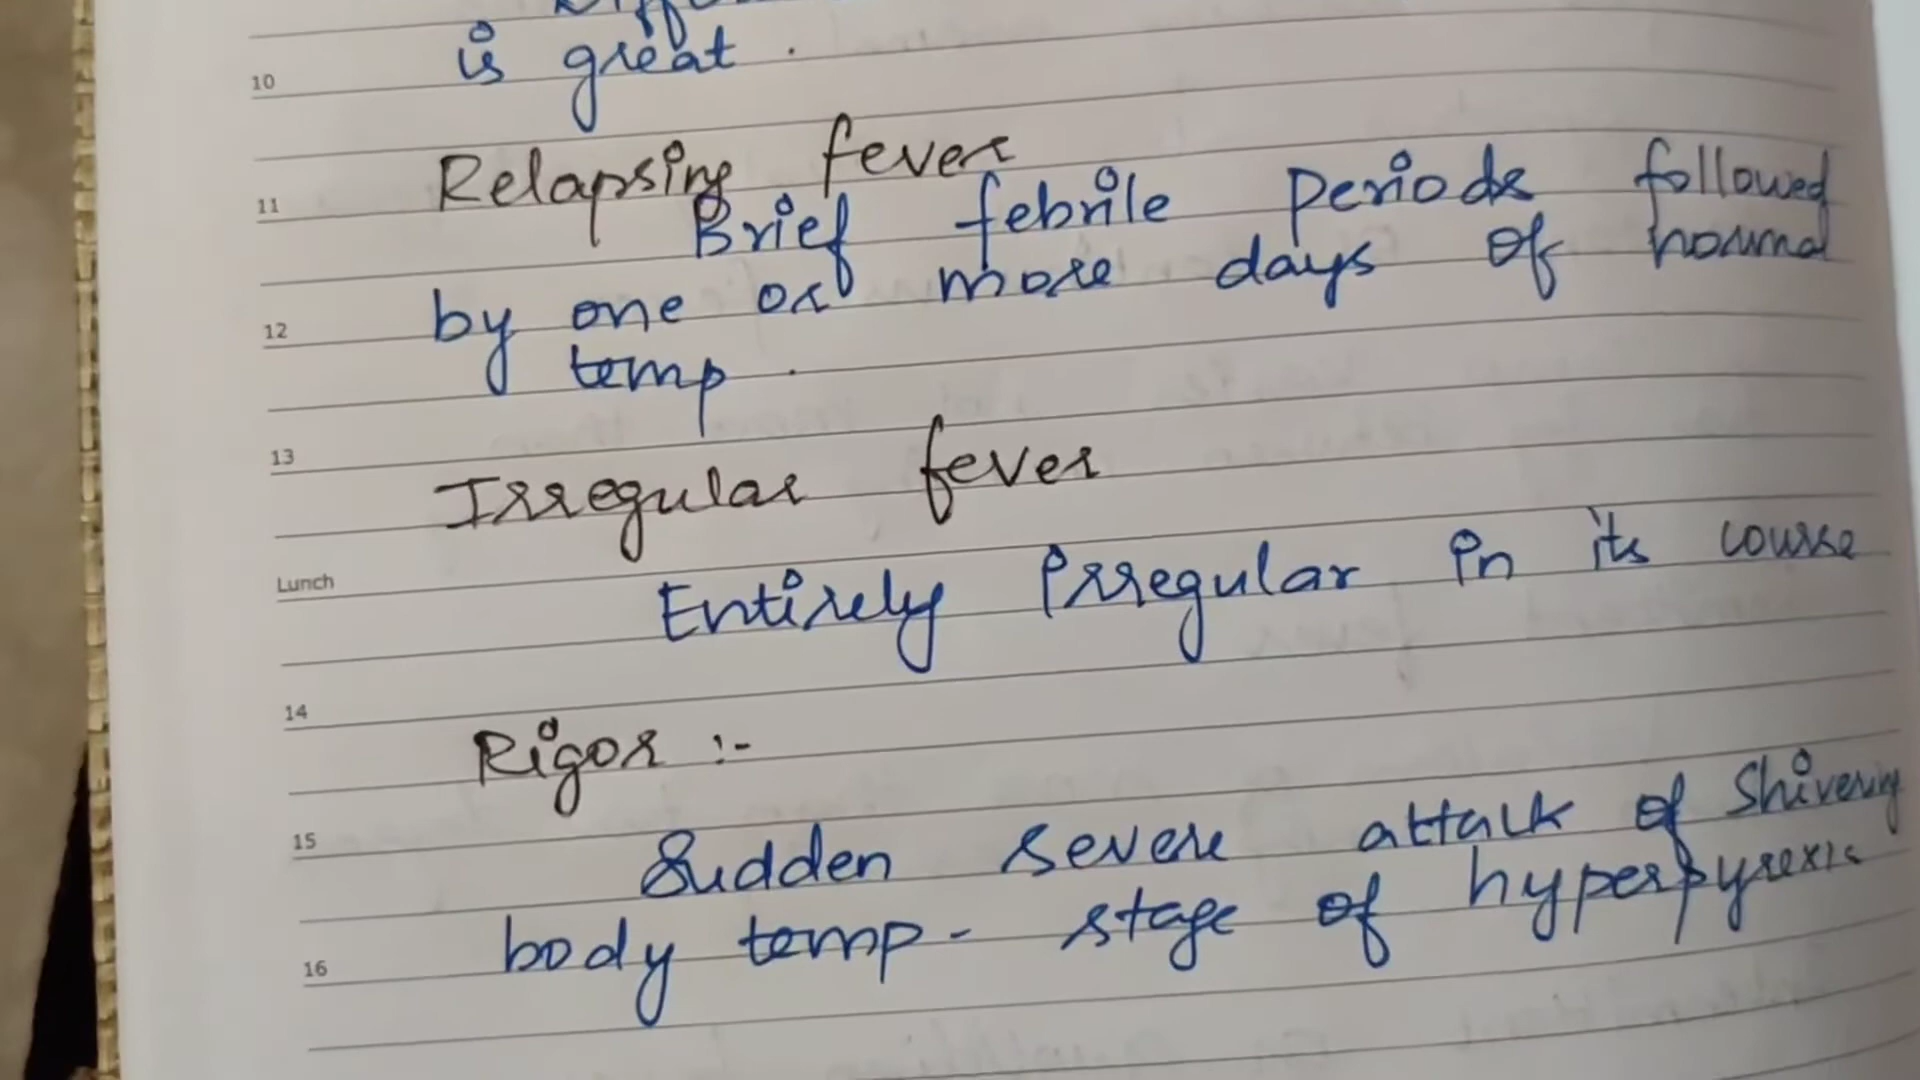 is great .
10
Relapsing fever
11
Brief febrile periods followed
by one or more days of normal
12
temp .
13
Irregular fever
Lunch
Entirely irregular in its course
14
Rigor :-
15
Sudden severe attack of shivering
body temp - stage of hyperpyrexia
16